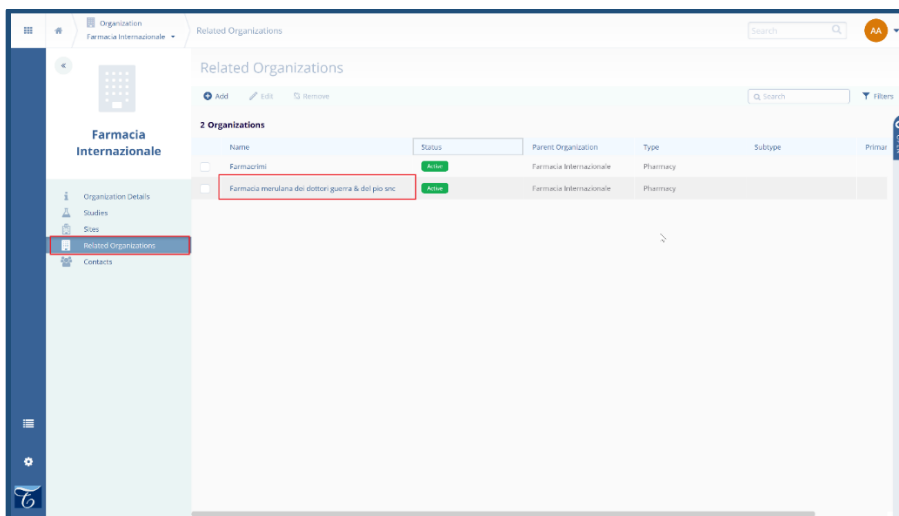 Organization
Farmacia Internazionale
Related Organizations
Search
AA
Related Organizations
Add Edit Remove
Search
Filters
Farmacia
Internazionale
2 Organizations
Name Status Parent Organization Type Subtype Primar
Farmacrimi Active Farmacia Internazionale Pharmacy
Farmacia merulana dei dottori guerra & del pio snc Active Farmacia Internazionale Pharmacy
Organization Details
Studies
Sites
Related Organizations
Contacts